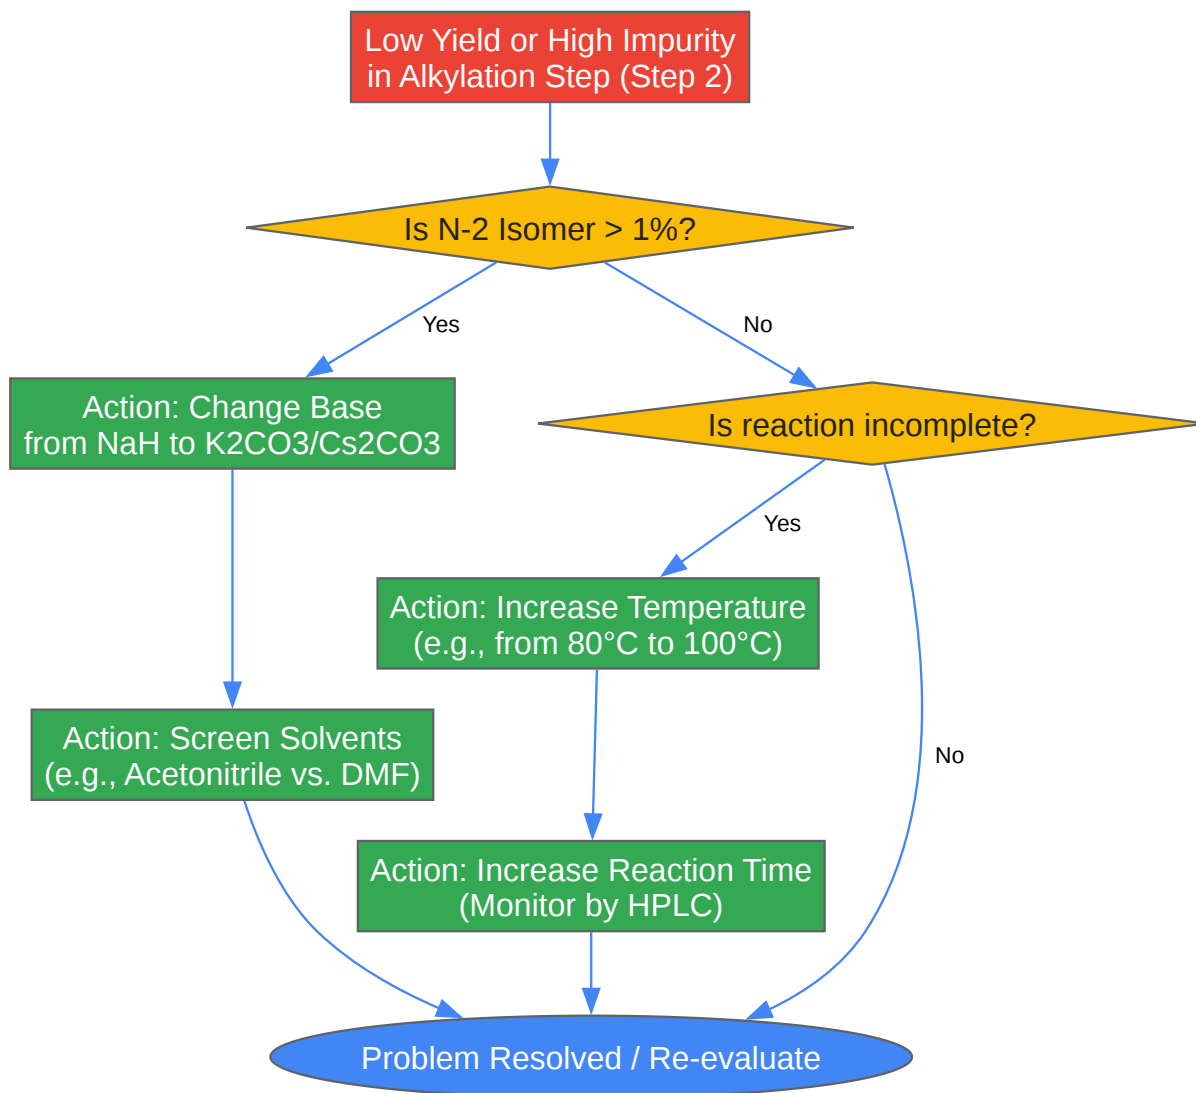 Low Yield or High Impurity
in Alkylation Step (Step 2)
Is N-2 Isomer > 1%?
Yes
No
Action: Change Base
from NaH to K2CO3/Cs2CO3
Is reaction incomplete?
Yes
Action: Increase Temperature
(e.g., from 80°C to 100°C)
Action: Screen Solvents
(e.g., Acetonitrile vs. DMF)
No
Action: Increase Reaction Time
(Monitor by HPLC)
Problem Resolved / Re-evaluate